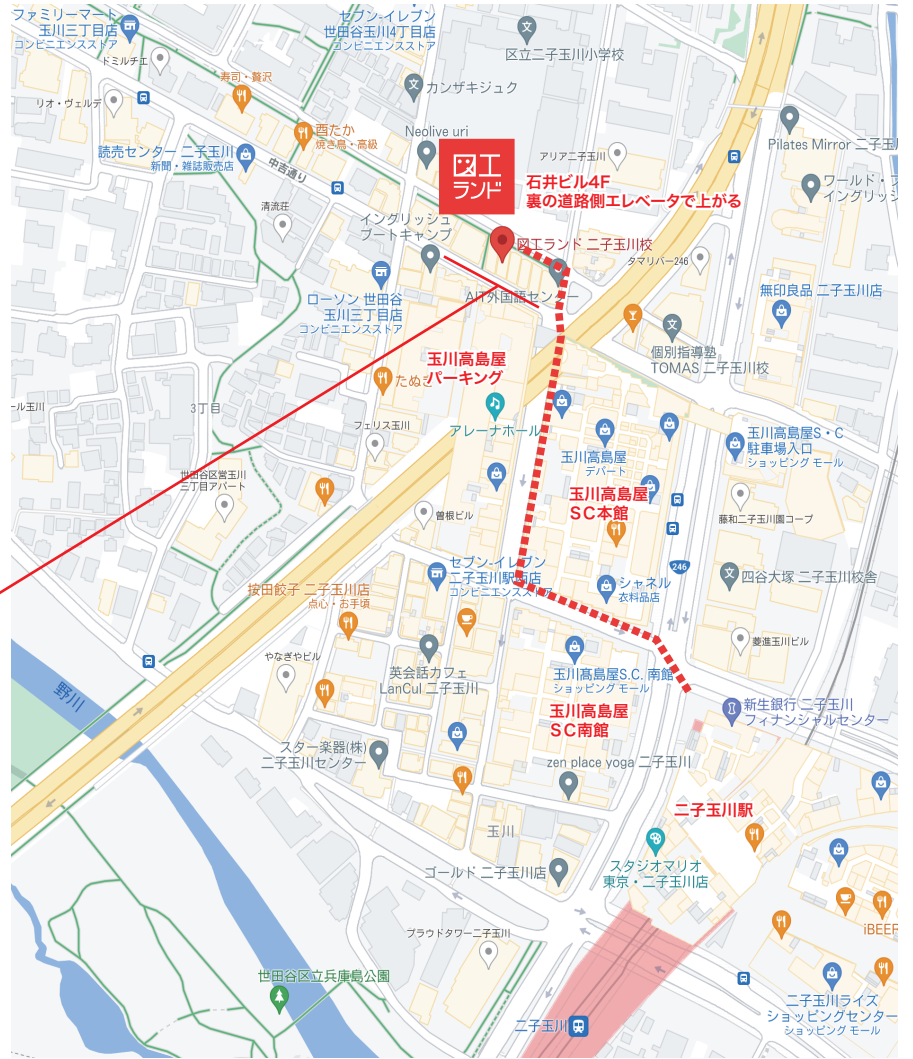 ファミリーマート
玉川三丁目店
コンビニエンスストア
ドミルチエ
リオ・ヴェルデ
寿司・贅沢
セブン-イレブン
世田谷玉川4丁目店
コンビニエンスストア
区立二子玉川小学校
カンザキジュク
酉たか
焼き鳥・高級
Neolive uri
読売センター 二子玉川
新聞・雑誌販売店
中吉通り
図工
ランド
アリア二子玉川
Pilates Mirror 二子玉川
石井ビル4F
裏の道路側エレベータで上がる
清流荘
イングリッシュ
ブートキャンプ
図工ランド 二子玉川校
タマリバー246
AIT外国語センター
ローソン 世田谷
玉川三丁目店
コンビニエンスストア
無印良品 二子玉川店
個別指導塾
TOMAS 二子玉川校
玉川高島屋
パーキング
3丁目
アレーナホール
フェリス玉川
玉川高島屋
デパート
玉川高島屋S・C
駐車場入口
ショッピング モール
世田谷区営玉川
三丁目アパート
玉川高島屋
SC本館
曽根ビル
藤和二子玉川園コープ
246
セブン-イレブン
二子玉川駅西店
コンビニエンスストア
シャネル
衣料品店
四谷大塚 二子玉川校舎
按田餃子 二子玉川店
点心・お手頃
菱進玉川ビル
やなぎやビル
英会話カフェ
LanCul 二子玉川
玉川髙島屋S.C. 南館
ショッピング モール
野川
玉川高島屋
SC南館
新生銀行 二子玉川
フィナンシャルセンター
スター楽器(株)
二子玉川センター
zen place yoga 二子玉川
二子玉川駅
玉川
スタジオマリオ
東京・二子玉川店
ゴールド 二子玉川店
プラウドタワー二子玉川
iBEER
世田谷区立兵庫島公園
二子玉川ライズ
ショッピングセンター
ショッピング モール
二子玉川